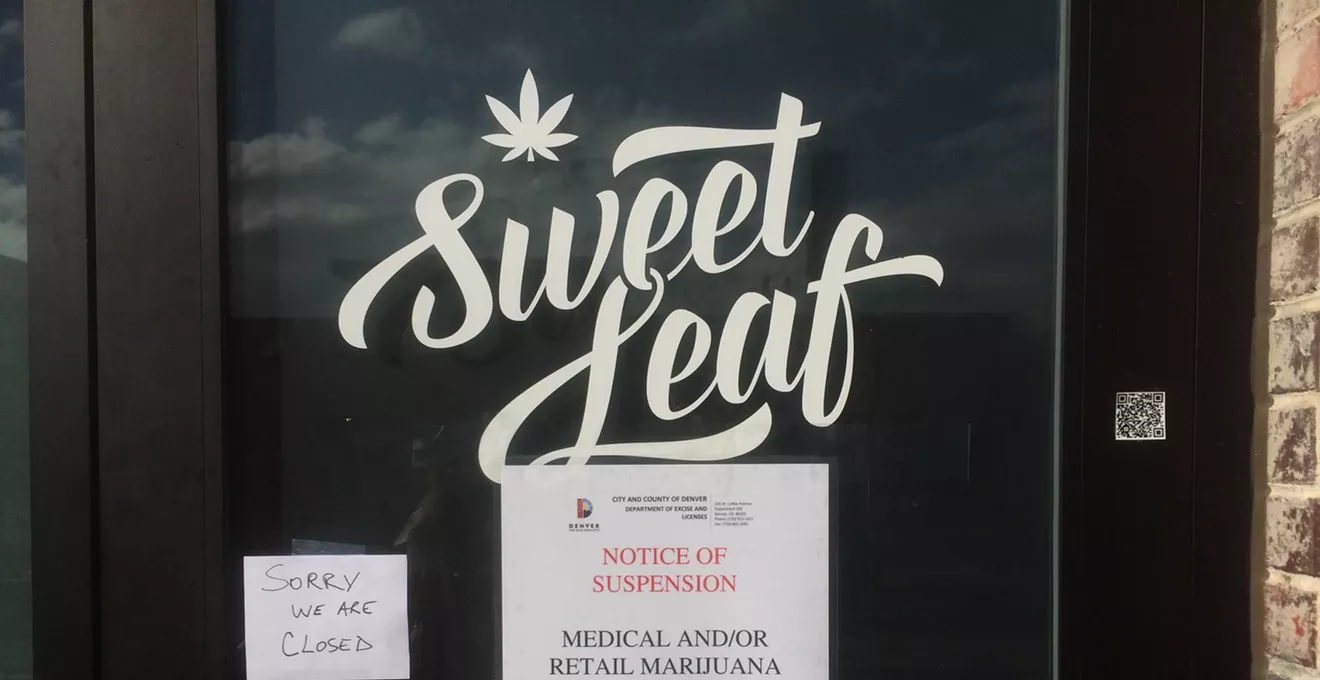 Sweet
Leaf
CITY AND COUNTY OF DENVER
DEPARTMENT OF EXCISE AND
LICENSES
DENVER
NOTICE OF
SUSPENSION
MEDICAL AND/OR
RETAIL MARIJUANA
SORRY
WE ARE
CLOSED